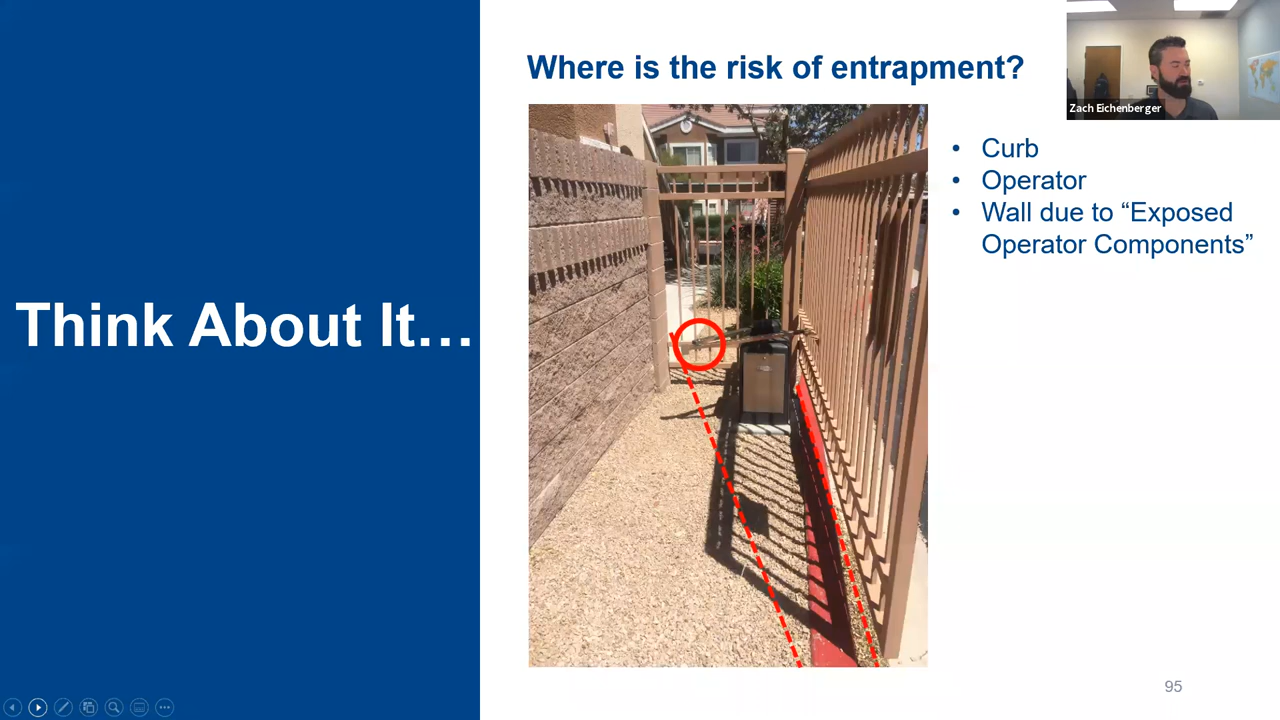 Where is the risk of entrapment?
Zach Eichenberger
• Curb
• Operator
• Wall due to “Exposed
Operator Components”
Think About It…
95